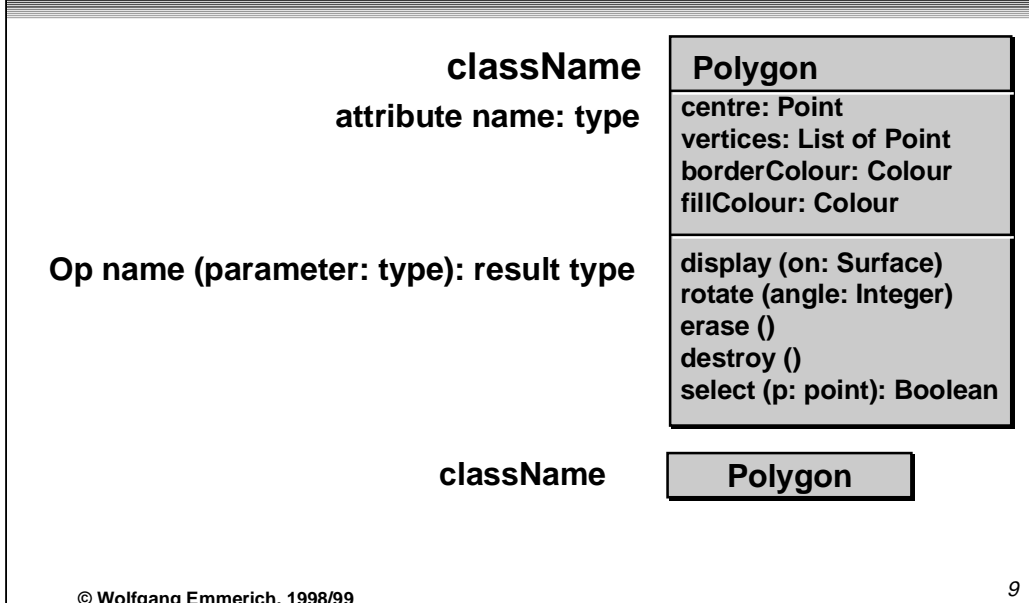 className
Polygon
attribute name: type
centre: Point
vertices: List of Point
borderColour: Colour
fillColour: Colour
Op name (parameter: type): result type
display (on: Surface)
rotate (angle: Integer)
erase ()
destroy ()
select (p: point): Boolean
className
Polygon
© Wolfgang Emmerich, 1998/99
9